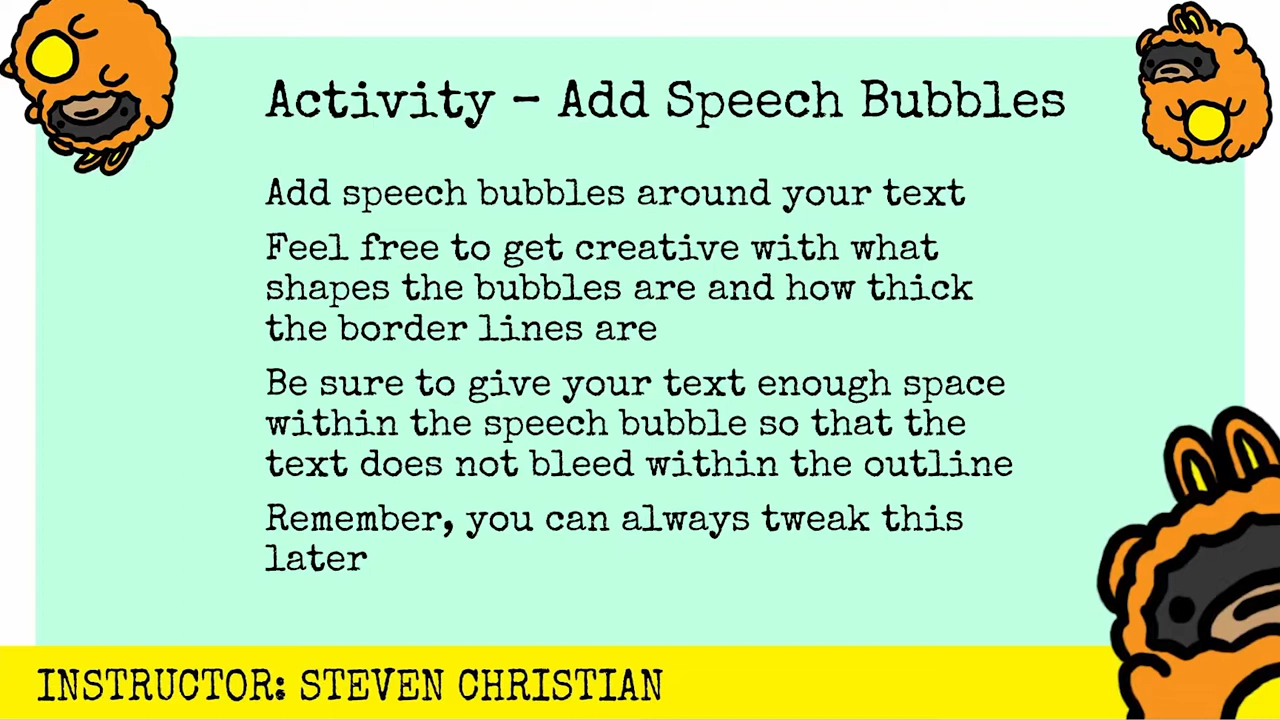 Activity - Add Speech Bubbles
Add speech bubbles around your text
Feel free to get creative with what
shapes the bubbles are and how thick
the border lines are
Be sure to give your text enough space
within the speech bubble so that the
text does not bleed within the outline
Remember, you can always tweak this
later
INSTRUCTOR: STEVEN CHRISTIAN